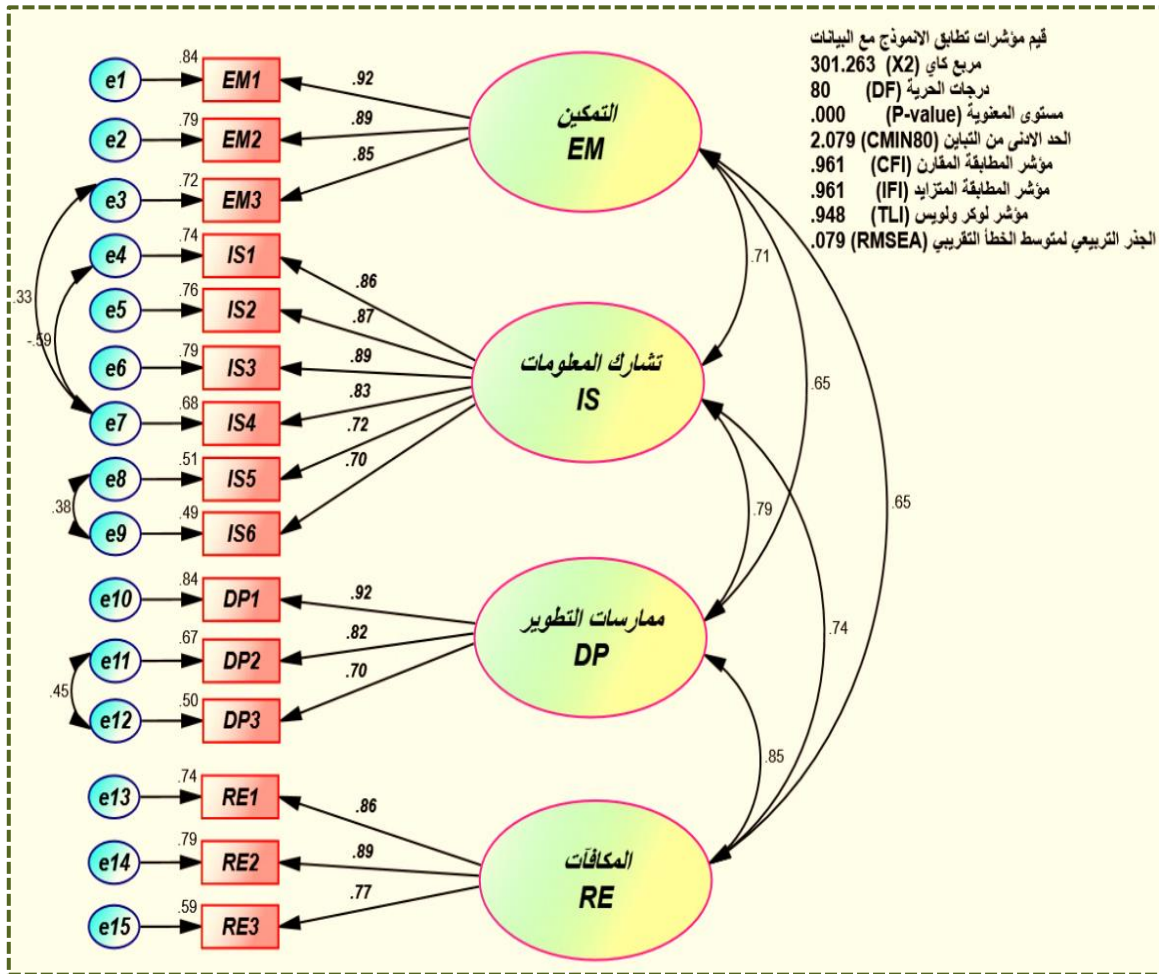 قيم مؤشرات تطابق الانموذج مع البيانات
مربع كاي (X2) 301.263
درجات الحرية (DF) 80
مستوى المعنوية (P-value) .000
الحد الادنى من التباين (CMIN80) 2.079
مؤشر المطابقة المقارن (CFI) .961
مؤشر المطابقة المتزايد (IFI) .961
مؤشر لوكر ولويس (TLI) .948
الجذر التربيعي لمتوسط الخطأ التقريبي (RMSEA) .079
e1 .84 EM1 .92
e2 .79 EM2 .89
e3 .72 EM3 .85
التمكين
EM
e4 .74 IS1 .86
e5 .76 IS2 .87
e6 .79 IS3 .89
e7 .68 IS4 .83
e8 .51 IS5 .72
e9 .49 IS6 .70
تشارك المعلومات
IS
e10 .84 DP1 .92
e11 .67 DP2 .82
e12 .50 DP3 .70
ممارسات التطوير
DP
e13 .74 RE1 .86
e14 .79 RE2 .89
e15 .59 RE3 .77
المكافآت
RE
.33
-.59
.38
.45
.71
.65
.65
.79
.74
.85